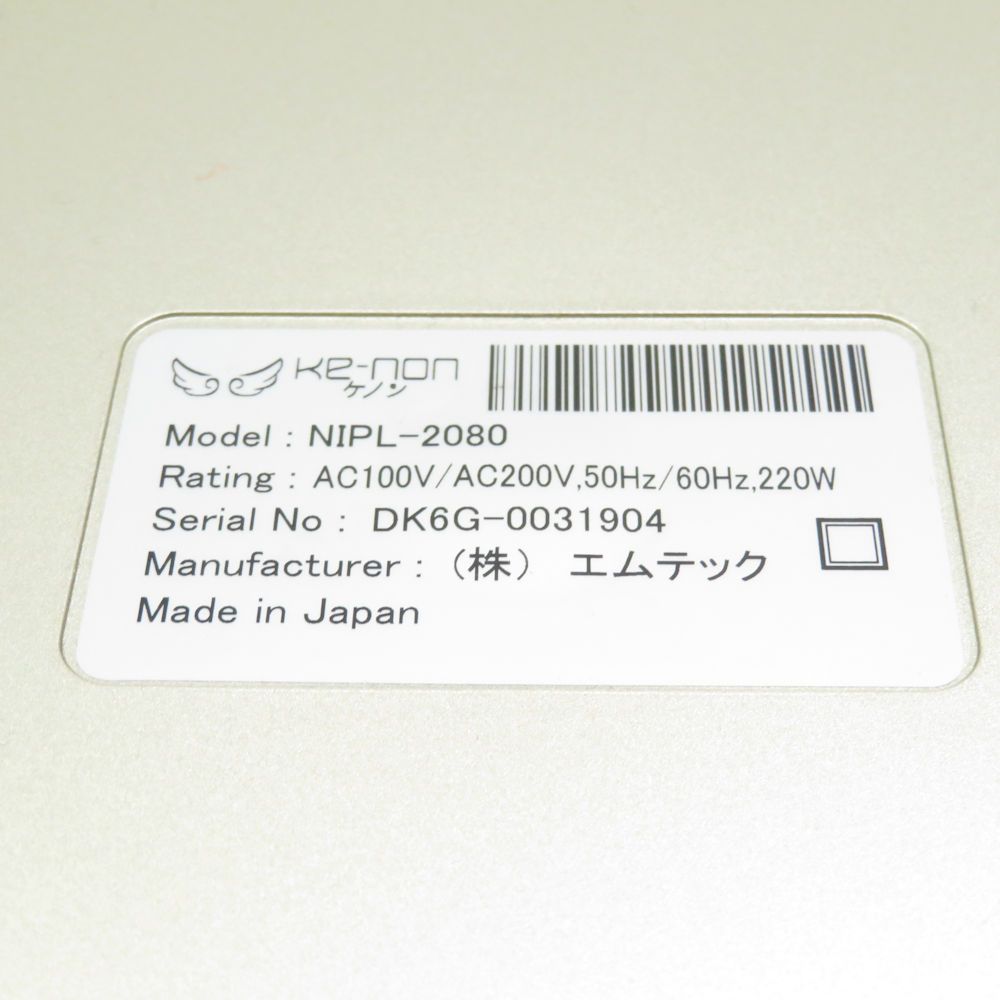 Ke-non
ケノン
Model : NIPL-2080
Rating : AC100V/AC200V,50Hz/60Hz,220W
Serial No : DK6G-0031904
Manufacturer : （株） エムテック
Made in Japan